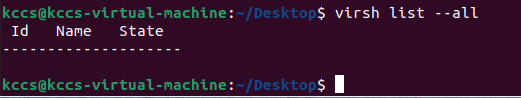 kccs@kccs-virtual-machine:~/Desktop$ virsh list --all
 Id   Name   State
--------------------
kccs@kccs-virtual-machine:~/Desktop$